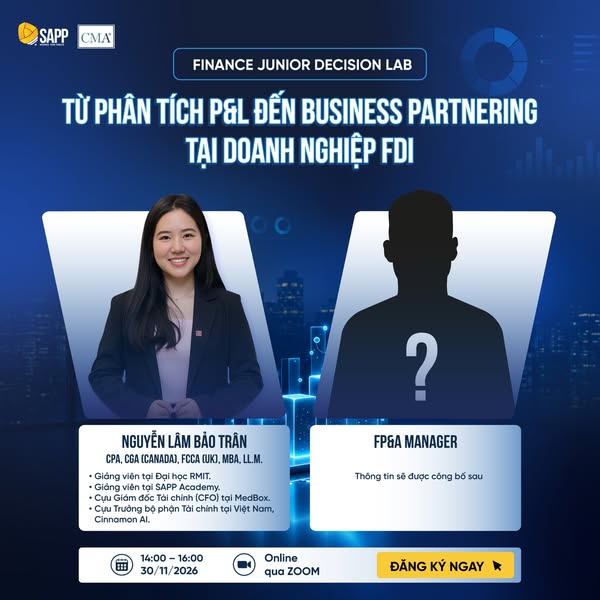 SAPP
CMA
FINANCE JUNIOR DECISION LAB
TỪ PHÂN TÍCH P&L ĐẾN BUSINESS PARTNERING
TẠI DOANH NGHIỆP FDI
?
NGUYỄN LÂM BẢO TRÂN
CPA, CGA (CANADA), FCCA (UK), MBA, LL.M.
• Giảng viên tại Đại học RMIT.
• Giảng viên tại SAPP Academy.
• Cựu Giám đốc Tài chính (CFO) tại MedBox.
• Cựu Trưởng bộ phận Tài chính tại Việt Nam,
Cinnamon AI.
FP&A MANAGER
Thông tin sẽ được công bố sau
14:00 – 16:00
30/11/2026
Online
qua ZOOM
ĐĂNG KÝ NGAY